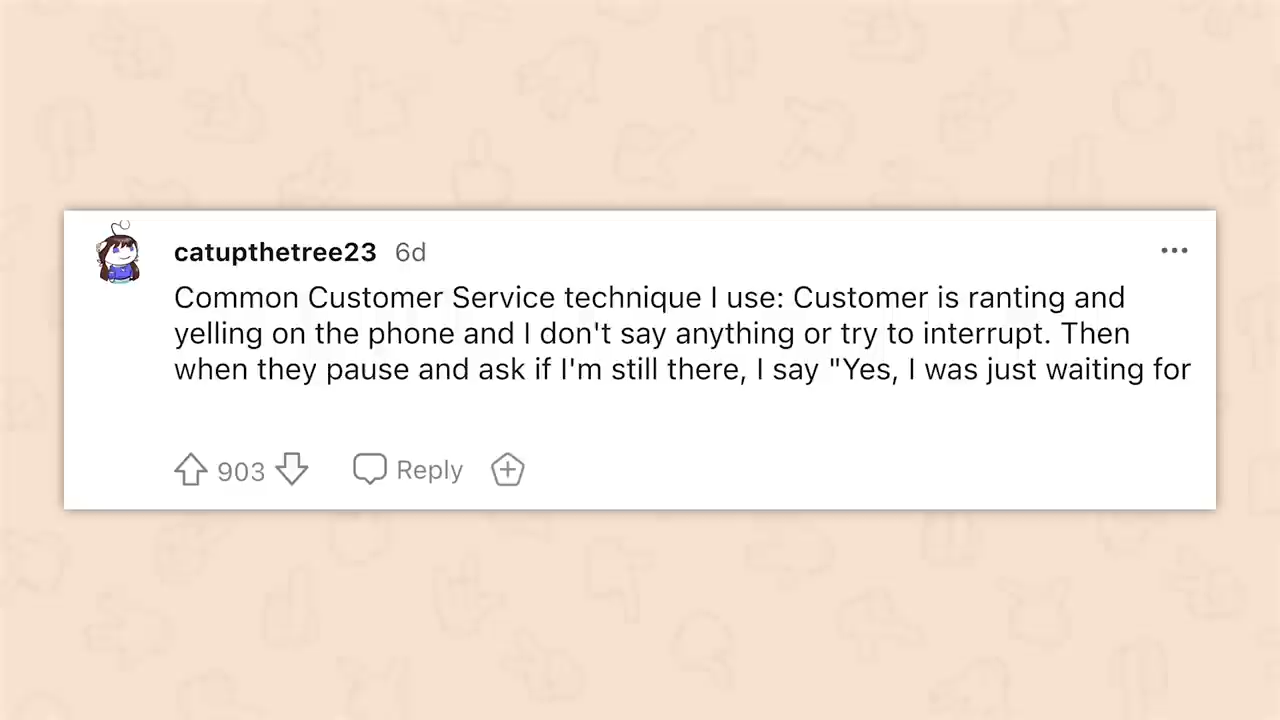 catupthetree23 6d
Common Customer Service technique I use: Customer is ranting and
yelling on the phone and I don't say anything or try to interrupt. Then
when they pause and ask if I'm still there, I say "Yes, I was just waiting for
903 Reply